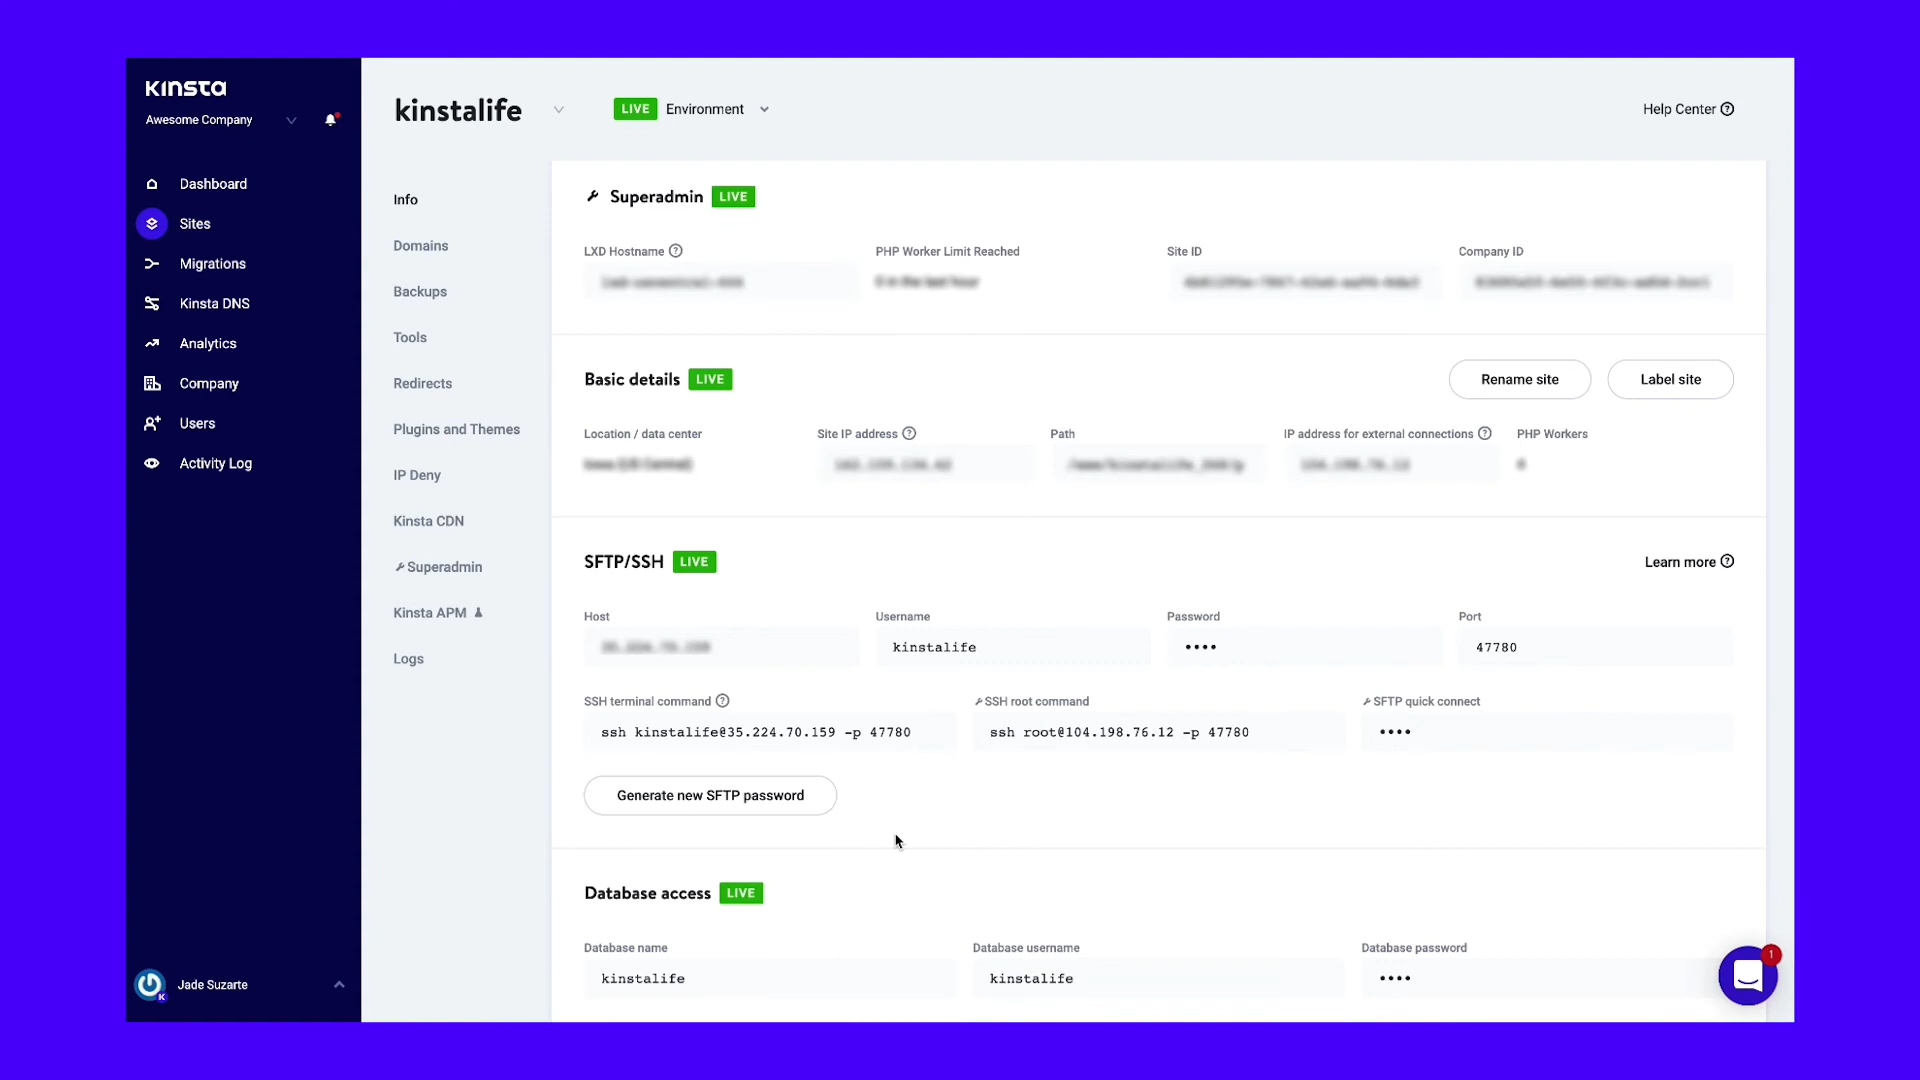 Kinsta
Awesome Company
Dashboard
Sites
Migrations
Kinsta DNS
Analytics
Company
Users
Activity Log
Jade Suzarte
K
kinstalife
LIVE Environment
Help Center
Info
Domains
Backups
Tools
Redirects
Plugins and Themes
IP Deny
Kinsta CDN
Superadmin
Kinsta APM
Logs
Superadmin LIVE
LXD Hostname PHP Worker Limit Reached Site ID Company ID
Basic details LIVE Rename site Label site
Location / data center Site IP address Path IP address for external connections PHP Workers
SFTP/SSH LIVE Learn more
Host Username Password Port
kinstalife •••• 47780
SSH terminal command SSH root command SFTP quick connect
ssh kinstalife@35.224.70.159 -p 47780 ssh root@104.198.76.12 -p 47780 ••••
Generate new SFTP password
Database access LIVE
Database name Database username Database password
kinstalife kinstalife ••••
1